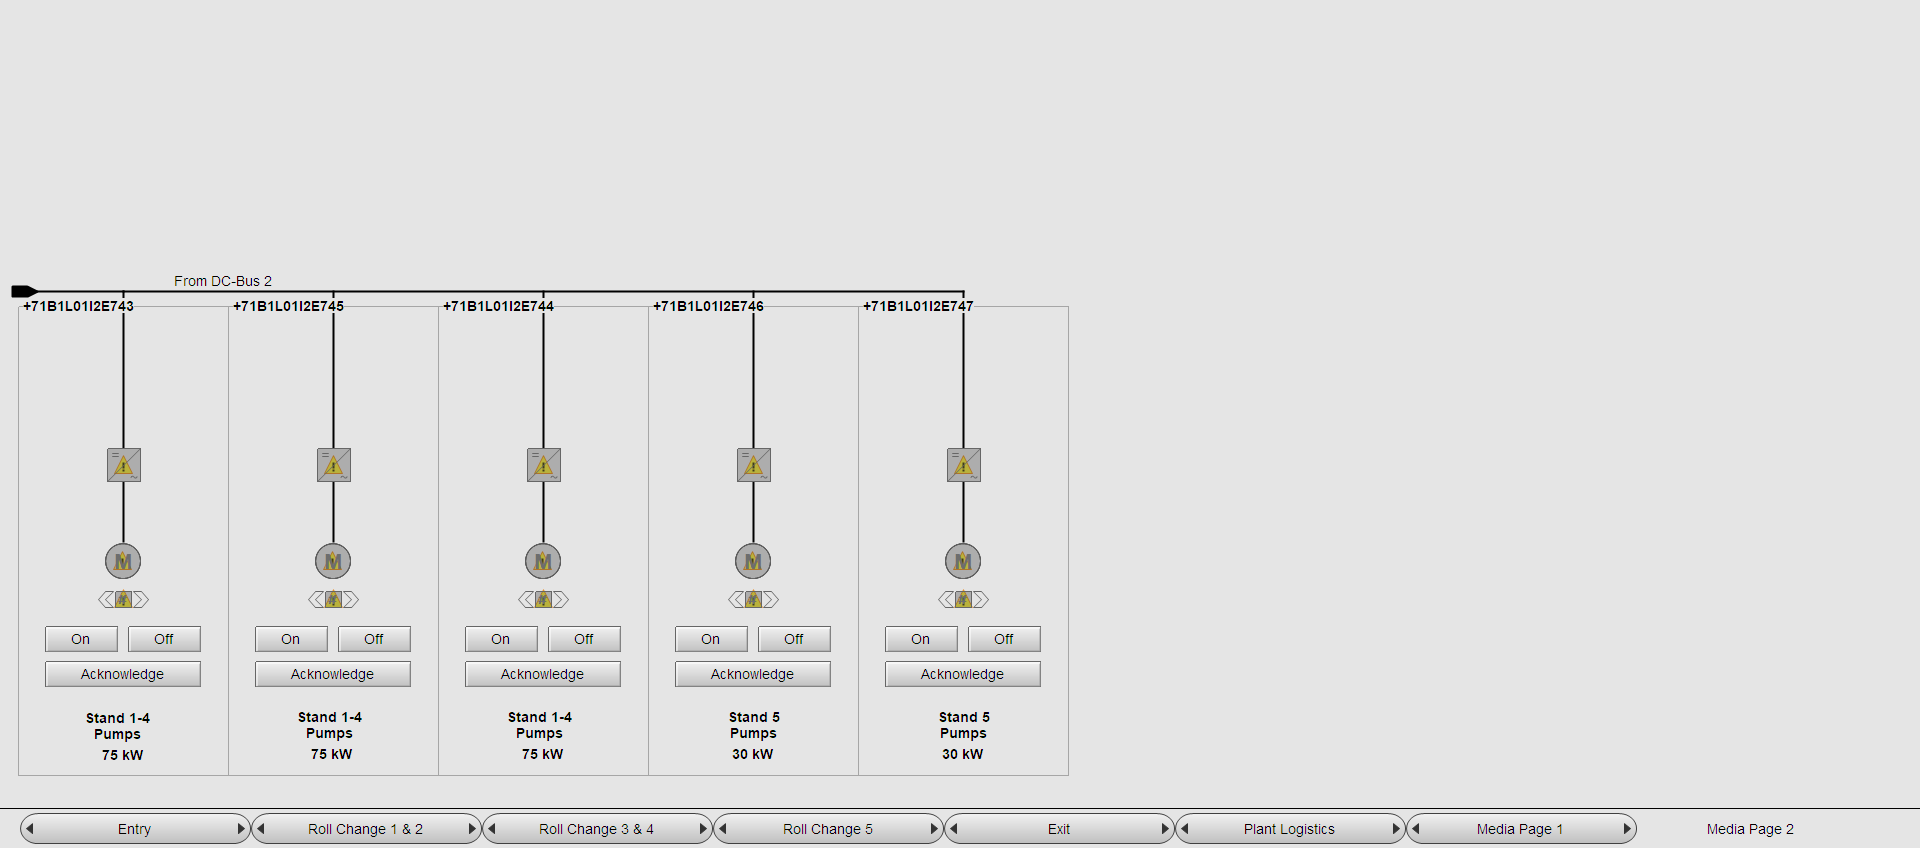 From DC-Bus 2
+71B1L01I2E743
+71B1L01I2E745
+71B1L01I2E744
+71B1L01I2E746
+71B1L01I2E747
M
M
M
M
M
On
Off
On
Off
On
Off
On
Off
On
Off
Acknowledge
Acknowledge
Acknowledge
Acknowledge
Acknowledge
Stand 1-4
Pumps
75 kW
Stand 1-4
Pumps
75 kW
Stand 1-4
Pumps
75 kW
Stand 5
Pumps
30 kW
Stand 5
Pumps
30 kW
Entry
Roll Change 1 & 2
Roll Change 3 & 4
Roll Change 5
Exit
Plant Logistics
Media Page 1
Media Page 2